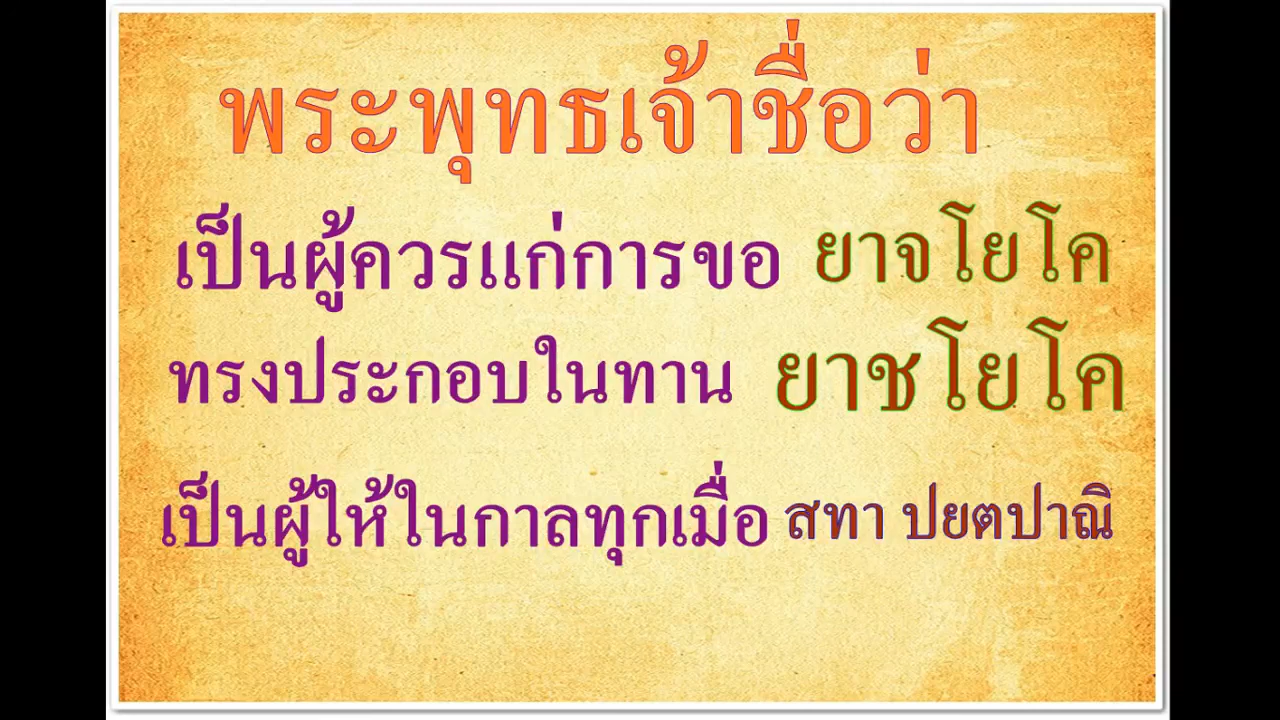 พระพุทธเจ้าชื่อว่า
เป็นผู้ควรแก่การขอ ยาจโยโค
ทรงประกอบในทาน ยาชโยโค
เป็นผู้ให้ในกาลทุกเมื่อ สทา ปยตปาณิ